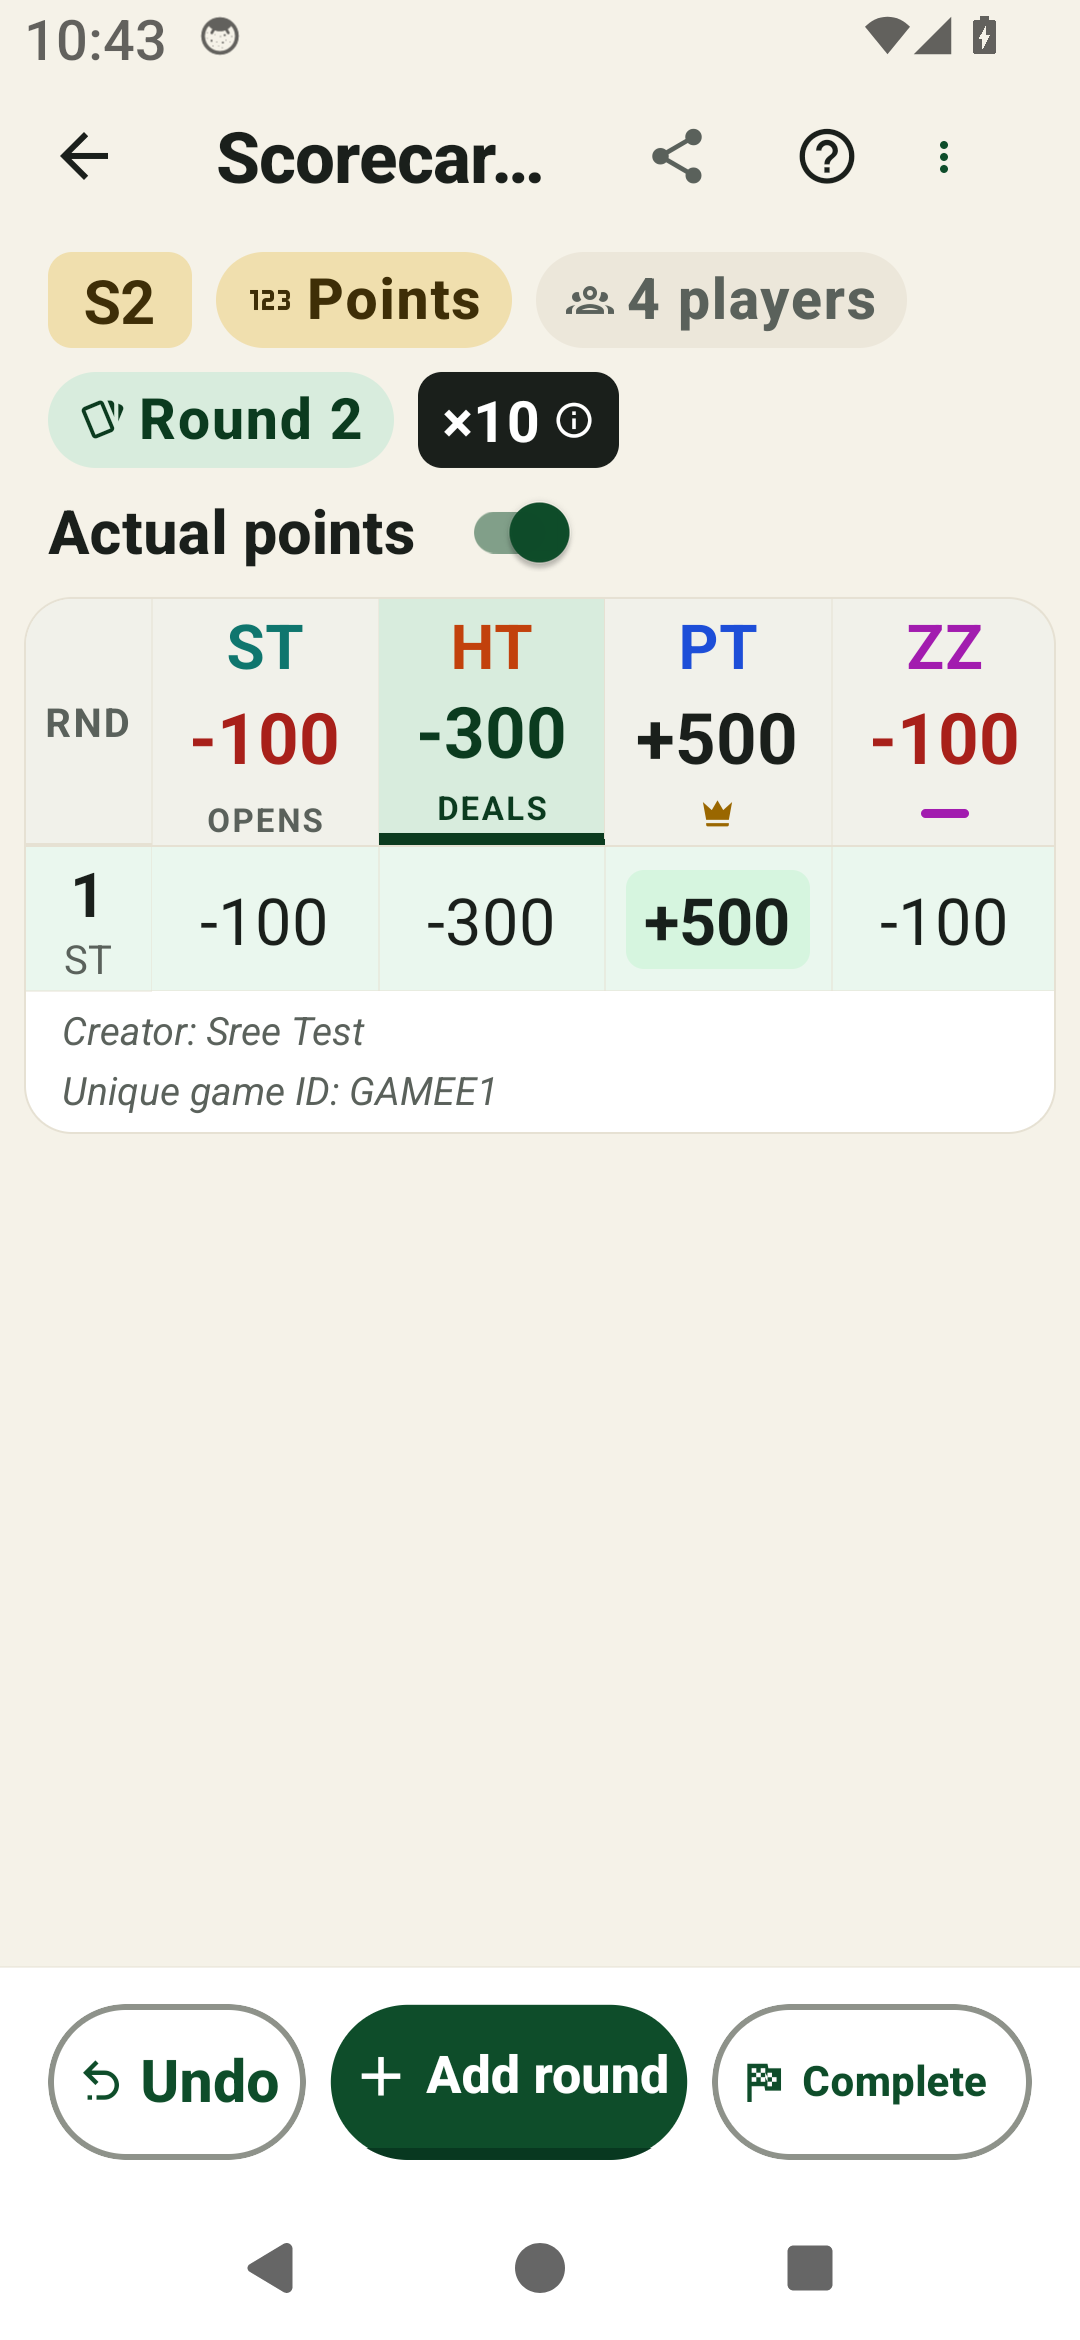 10:43
Scorecar...
S2 123 Points 4 players
Round 2 ×10
Actual points
RND ST HT PT ZZ
-100 -300 +500 -100
OPENS DEALS
1 -100 -300 +500 -100
ST
Creator: Sree Test
Unique game ID: GAMEE1
Undo + Add round Complete